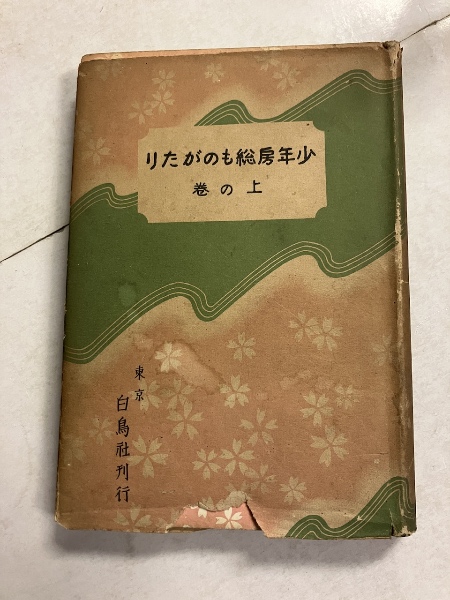 少年房総ものがたり
上の巻
東京
白鳥社刊行